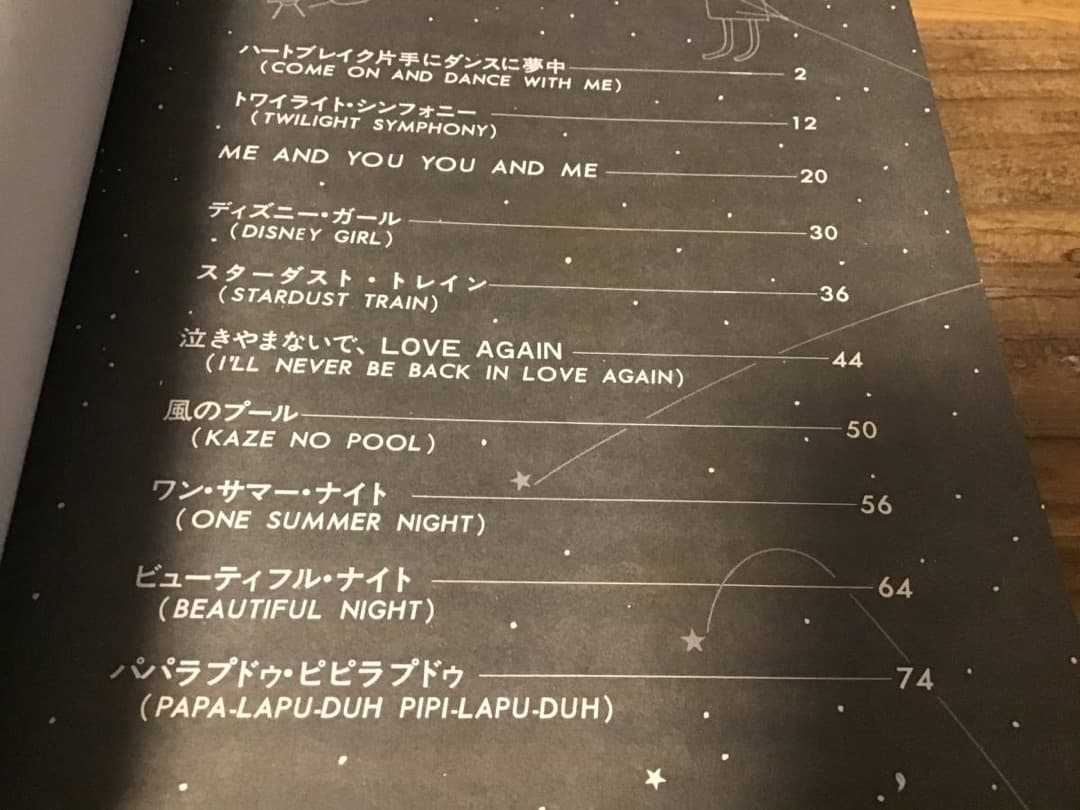 ハートブレイク片手にダンスに夢中 2
(COME ON AND DANCE WITH ME)
トワイライト・シンフォニー 12
(TWILIGHT SYMPHONY)
ME AND YOU YOU AND ME 20
ディズニー・ガール 30
(DISNEY GIRL)
スターダスト・トレイン 36
(STARDUST TRAIN)
泣きやまないで、LOVE AGAIN 44
(I'LL NEVER BE BACK IN LOVE AGAIN)
風のプール 50
(KAZE NO POOL)
ワン・サマー・ナイト 56
(ONE SUMMER NIGHT)
ビューティフル・ナイト 64
(BEAUTIFUL NIGHT)
パパラプドゥ・ピピラプドゥ 74
(PAPA-LAPU-DUH PIPI-LAPU-DUH)